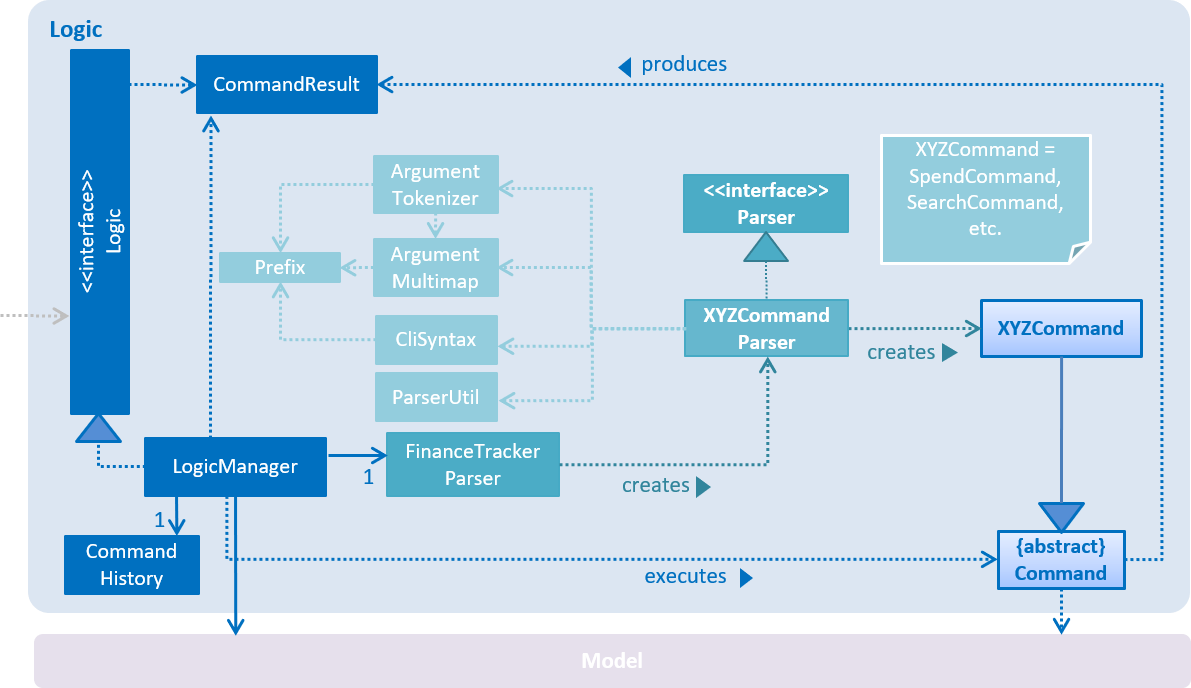 Logic
<<interface>>
Logic
CommandResult
produces
Argument
Tokenizer
<<interface>>
Parser
XYZCommand =
SpendCommand,
SearchCommand,
etc.
Prefix
Argument
Multimap
CliSyntax
XYZCommand
Parser
XYZCommand
creates
ParserUtil
LogicManager
1
FinanceTracker
Parser
creates
1
Command
History
executes
{abstract}
Command
Model